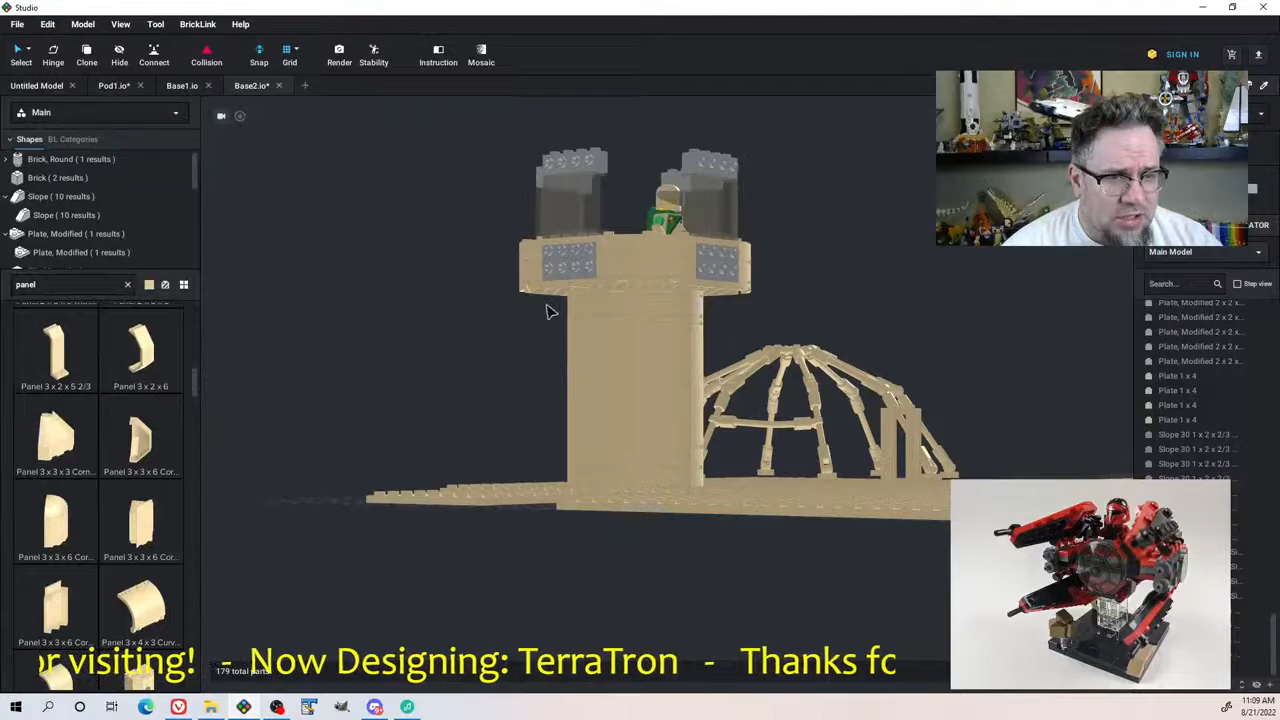 Studio
File Edit Model View Tool BrickLink Help
Select Hinge Clone Hide Connect Collision Snap Grid Render Stability Instruction Mosaic
SIGN IN
Untitled Model Pod1.io* Base1.io Base2.io*
Main
Shapes BL Categories
Brick, Round ( 1 results )
Brick ( 2 results )
Slope ( 10 results )
Slope ( 10 results )
Plate, Modified ( 2 results )
Plate, Modified ( 2 results )
panel
Panel 3 x 2 x 5 2/3 Panel 3 x 2 x 6
Panel 3 x 3 x 3 Corn... Panel 3 x 3 x 6 Cor...
Panel 3 x 3 x 6 Cor... Panel 3 x 3 x 6 Cor...
Panel 3 x 3 x 6 Cor... Panel 3 x 4 x 3 Curv...
Main Model
Search...
Step view
Plate, Modified 2 x 2 x...
Plate, Modified 2 x 2 x...
Plate, Modified 2 x 2 x...
Plate, Modified 2 x 2 x...
Plate, Modified 2 x 2 x...
Plate 1 x 4
Plate 1 x 4
Plate 1 x 4
Plate 1 x 4
Slope 30 1 x 2 x 2/3 ...
Slope 30 1 x 2 x 2/3 ...
Slope 30 1 x 2 x 2/3 ...
or visiting! - Now Designing: TerraTron - Thanks fo
11:09 AM
8/21/2022